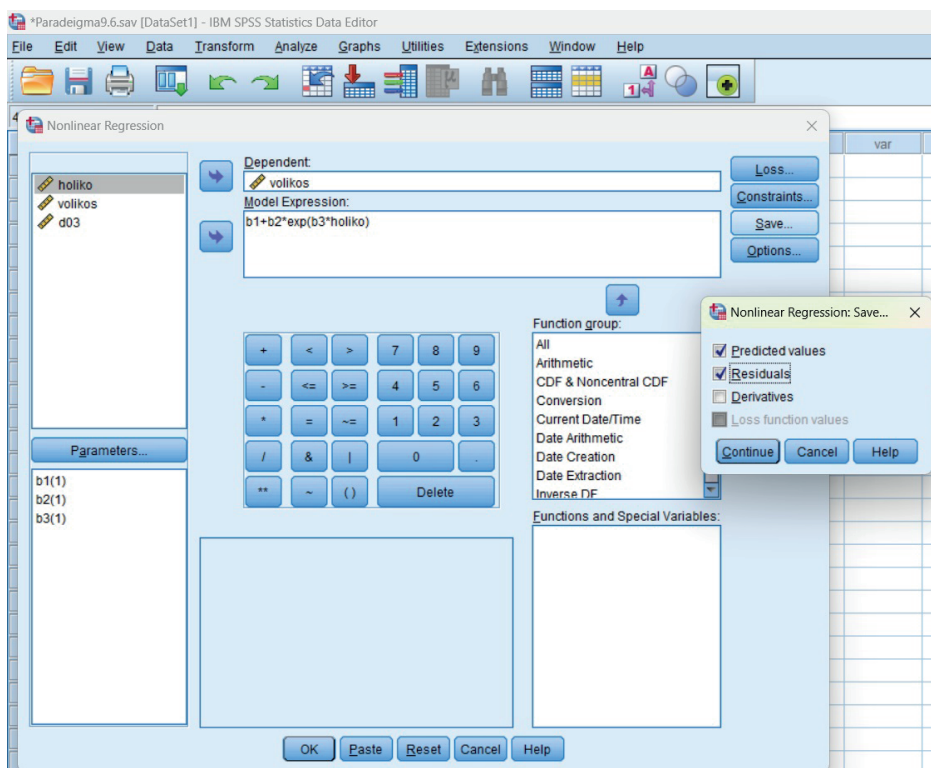 *Paradeigma9.6.sav [DataSet1] - IBM SPSS Statistics Data Editor
File Edit View Data Transform Analyze Graphs Utilities Extensions Window Help
4
Nonlinear Regression
var
holiko
volikos
d03
Dependent:
volikos
Model Expression:
b1+b2*exp(b3*holiko)
Loss...
Constraints...
Save...
Options...
Parameters...
b1(1)
b2(1)
b3(1)
+ < > 7 8 9
- <= >= 4 5 6
* = ~= 1 2 3
/ & | 0 .
** ~ ( ) Delete
Function group:
All
Arithmetic
CDF & Noncentral CDF
Conversion
Current Date/Time
Date Arithmetic
Date Creation
Date Extraction
Inverse DF
Functions and Special Variables:
Nonlinear Regression: Save...
Predicted values
Residuals
Derivatives
Loss function values
Continue Cancel Help
OK Paste Reset Cancel Help